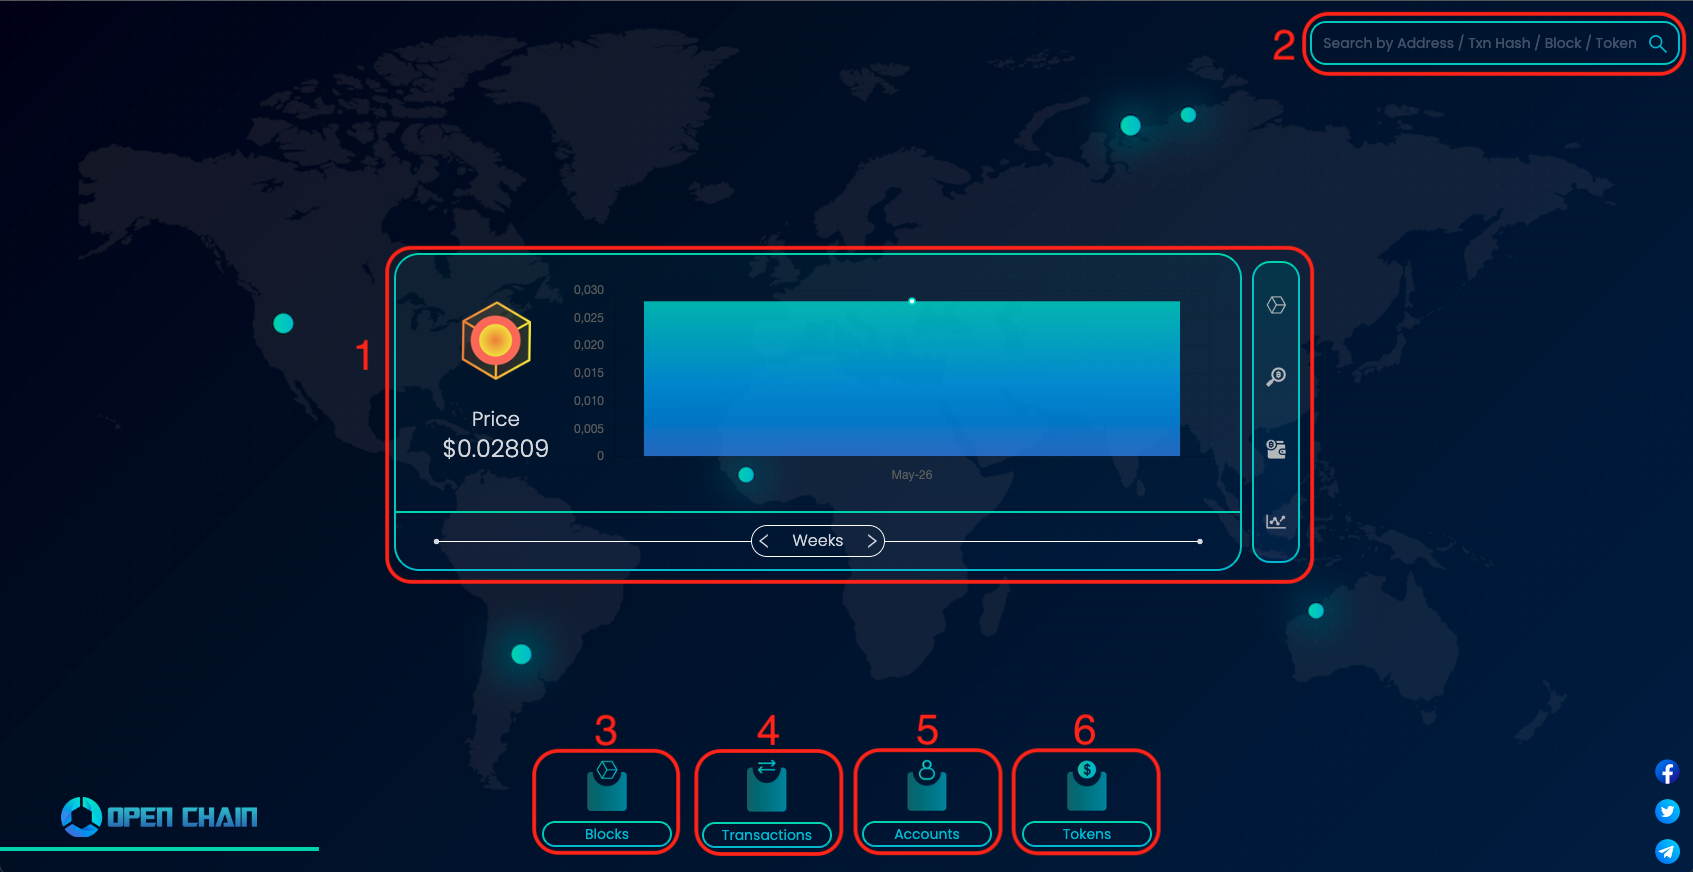 2
Search by Address / Txn Hash / Block / Token
1
Price
$0.02809
0,030
0,025
0,020
0,015
0,010
0,005
0
May-26
Weeks
3
4
5
6
$
Blocks
Transactions
Accounts
Tokens
OPEN CHAIN